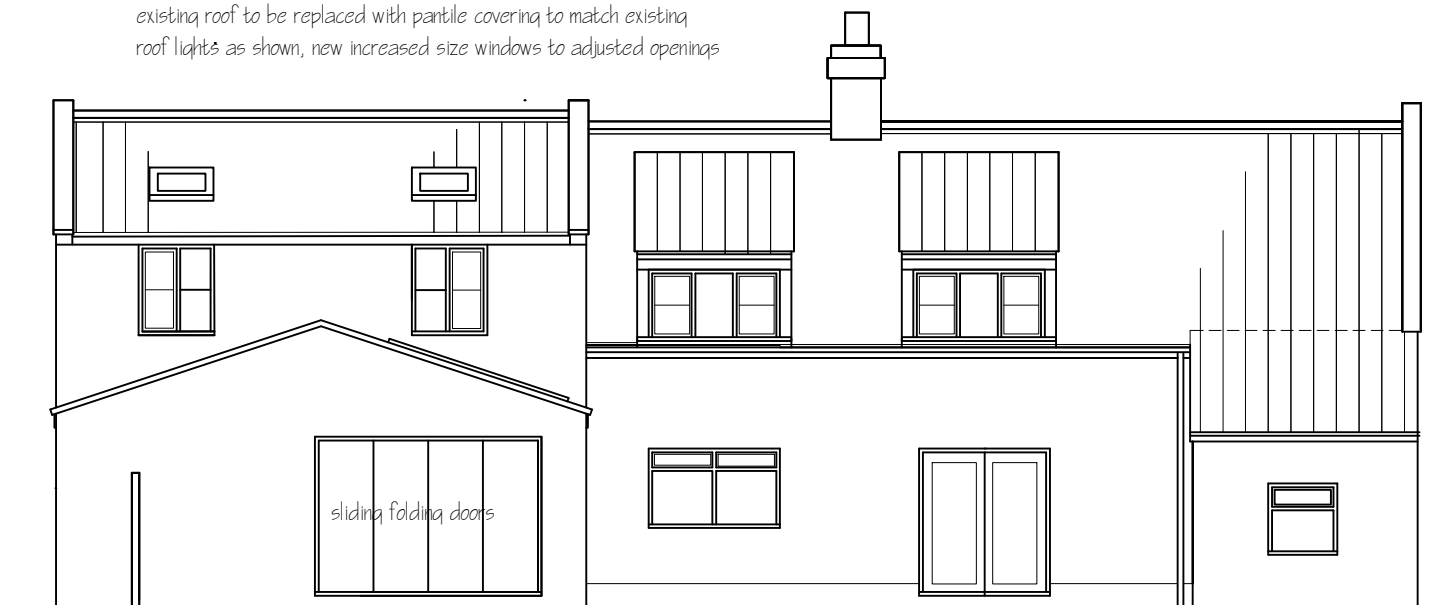 existing roof to be replaced with pantile covering to match existing
roof lights as shown, new increased size windows to adjusted openings
sliding folding doors